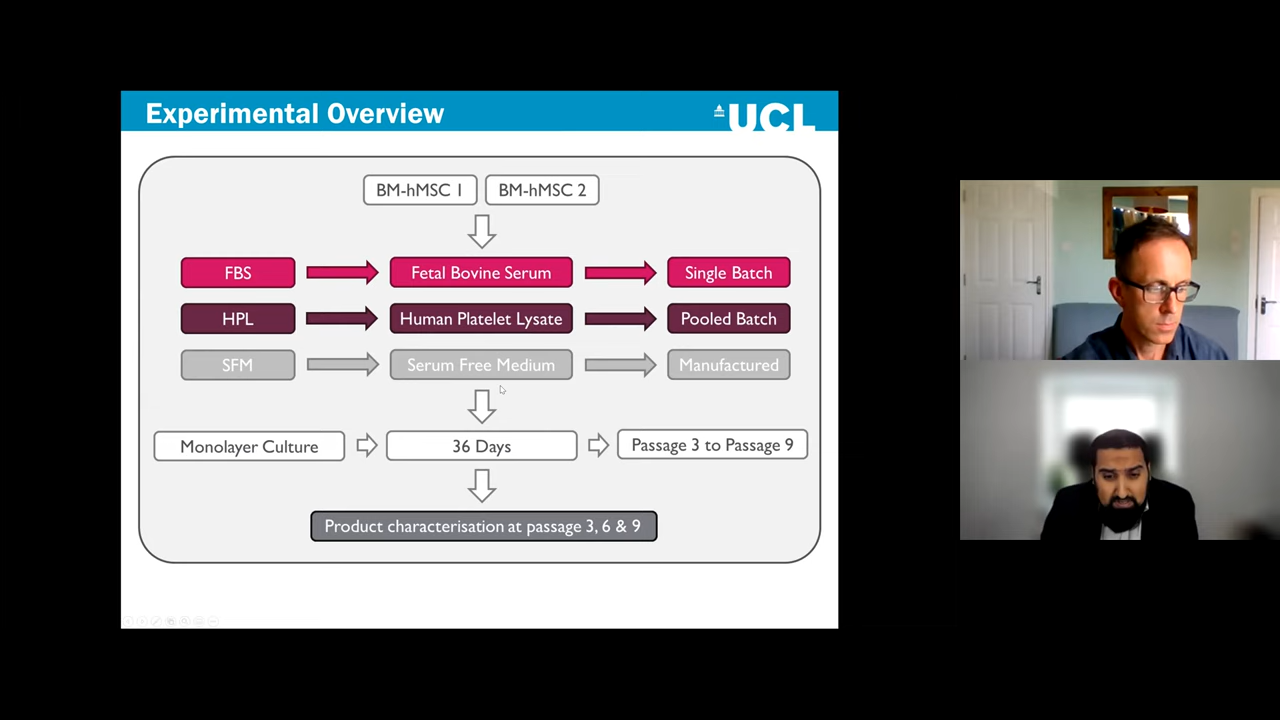 Experimental Overview
UCL
BM-hMSC 1 BM-hMSC 2
FBS Fetal Bovine Serum Single Batch
HPL Human Platelet Lysate Pooled Batch
SFM Serum Free Medium Manufactured
Monolayer Culture 36 Days Passage 3 to Passage 9
Product characterisation at passage 3, 6 & 9